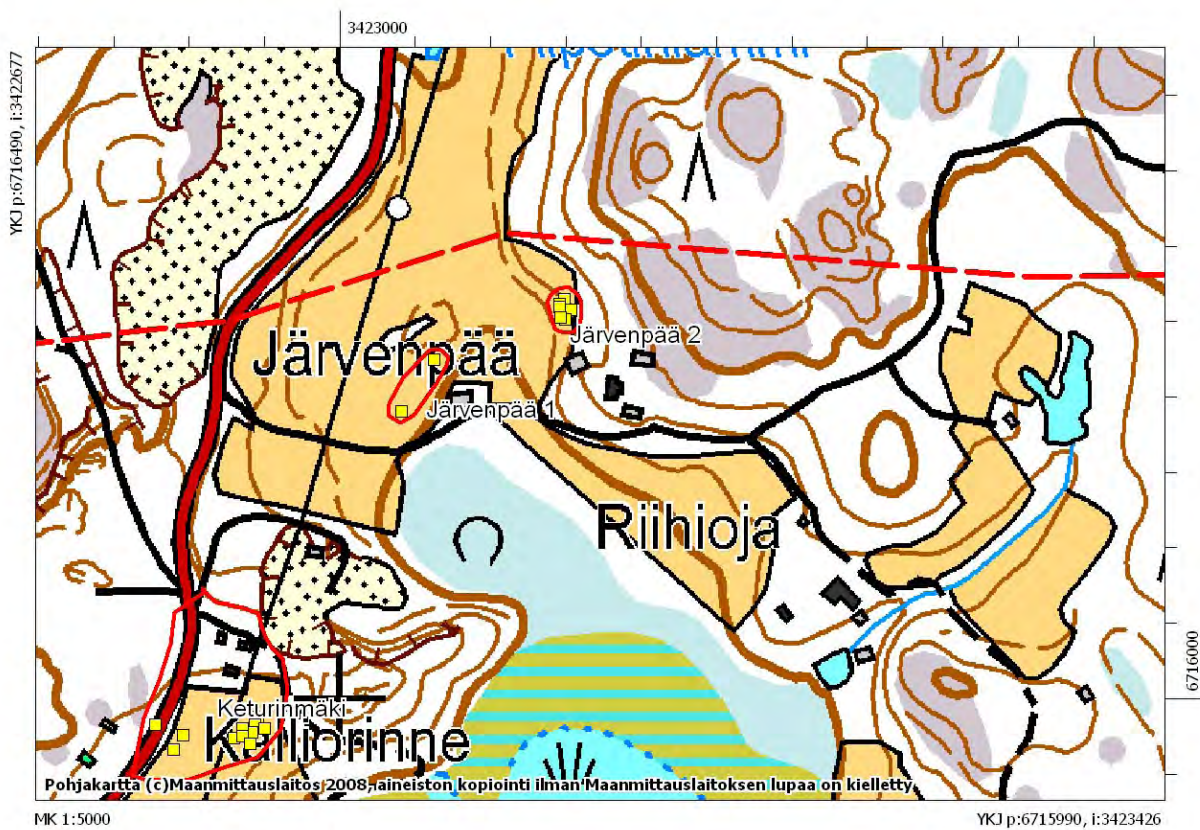 3423000
YKJ p:6716490, i:3422677
Järvenpää 2
Järvenpää
Järvenpää 1
Riihioja
6716000
Keturinmäki
Kalliorinne
Pohjakartta (c)Maanmittauslaitos 2008, aineiston kopiointi ilman Maanmittauslaitoksen lupaa on kielletty
MK 1:5000
YKJ p:6715990, i:3423426